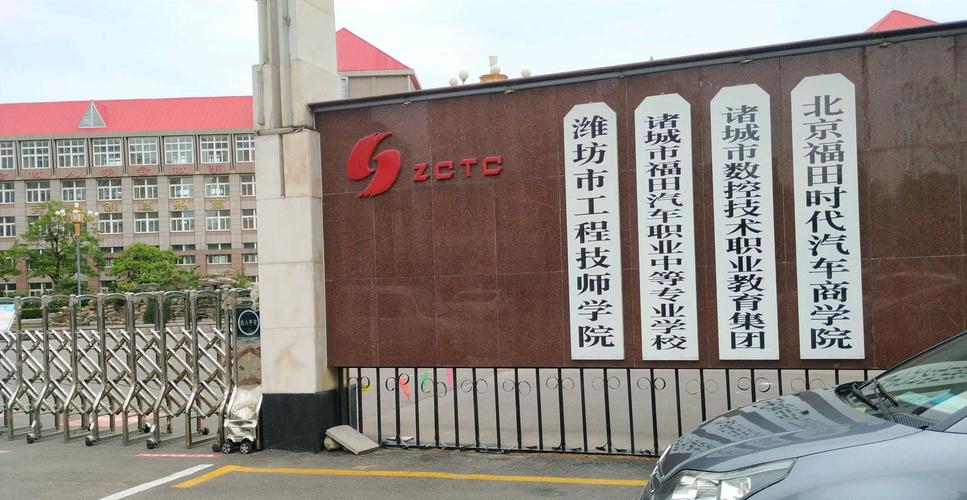 ZCTC
潍坊市工程技师学院
诸城市福田汽车职业中等专业学校
诸城市数控技术职业教育集团
北京福田时代汽车商学院